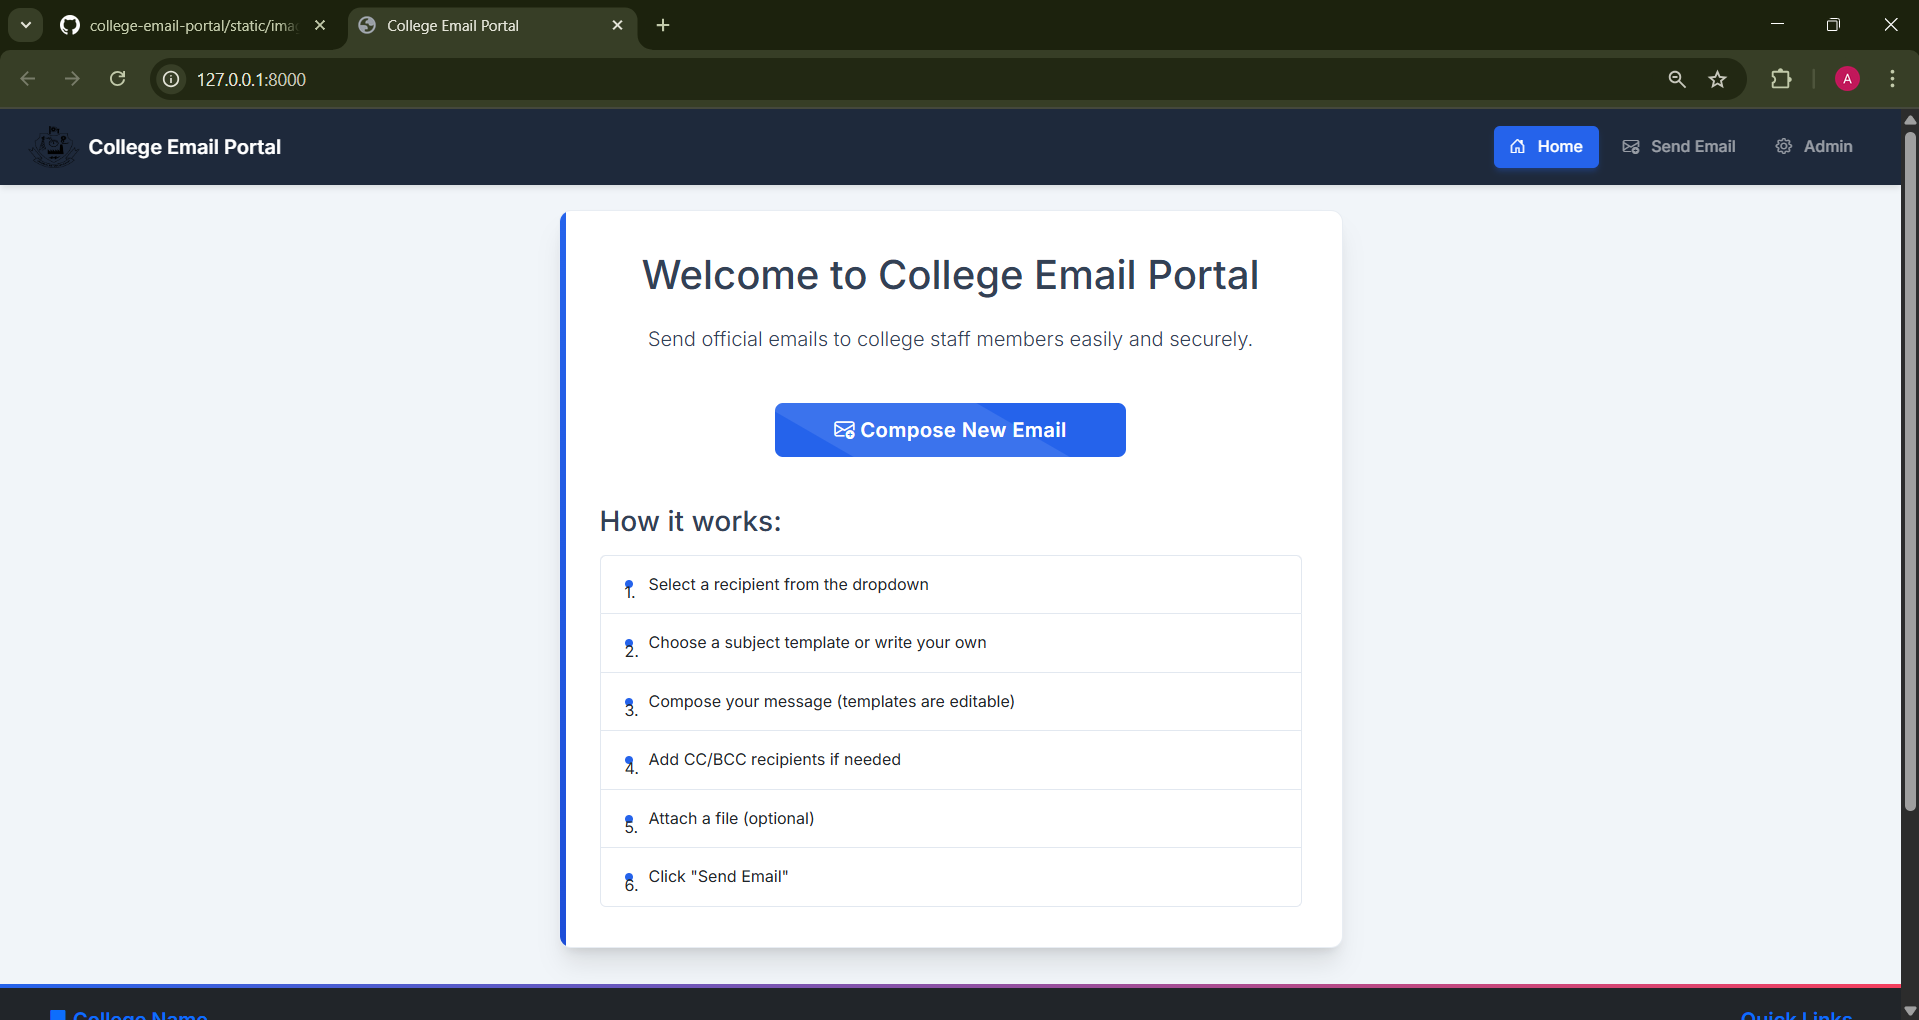 college-email-portal/static/ima
College Email Portal
127.0.0.1:8000
A
College Email Portal
Home
Send Email
Admin
Welcome to College Email Portal
Send official emails to college staff members easily and securely.
Compose New Email
How it works:
1. Select a recipient from the dropdown
2. Choose a subject template or write your own
3. Compose your message (templates are editable)
4. Add CC/BCC recipients if needed
5. Attach a file (optional)
6. Click "Send Email"
College Name
Quick Links